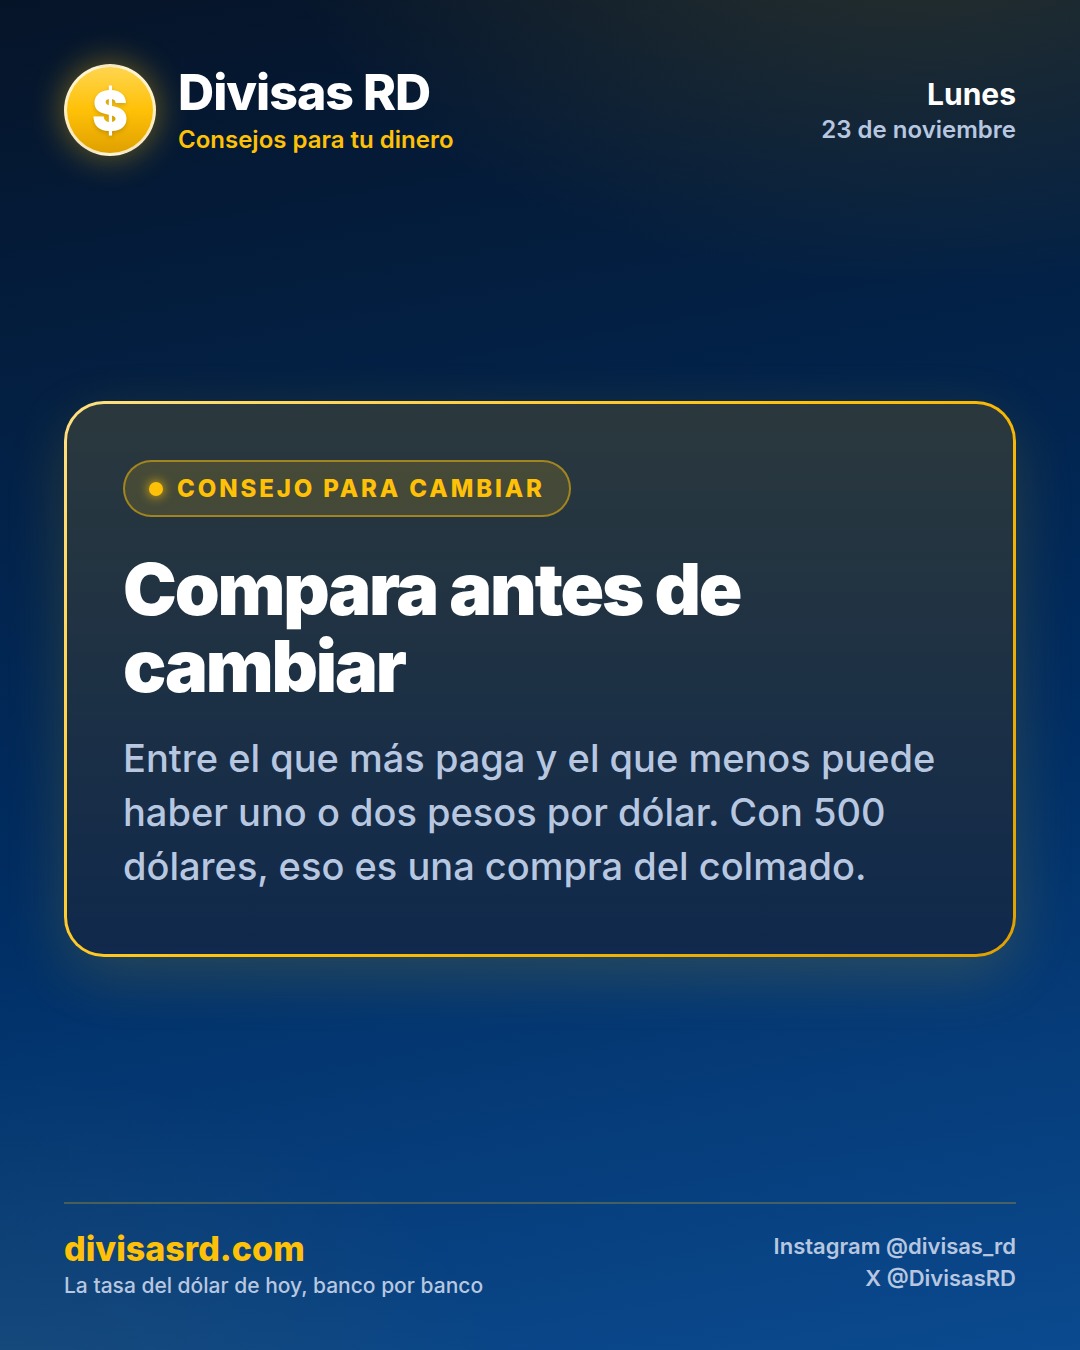 $
Divisas RD
Consejos para tu dinero
Lunes
23 de noviembre
CONSEJO PARA CAMBIAR
Compara antes de
cambiar
Entre el que más paga y el que menos puede
haber uno o dos pesos por dólar. Con 500
dólares, eso es una compra del colmado.
divisasrd.com
La tasa del dólar de hoy, banco por banco
Instagram @divisas_rd
X @DivisasRD